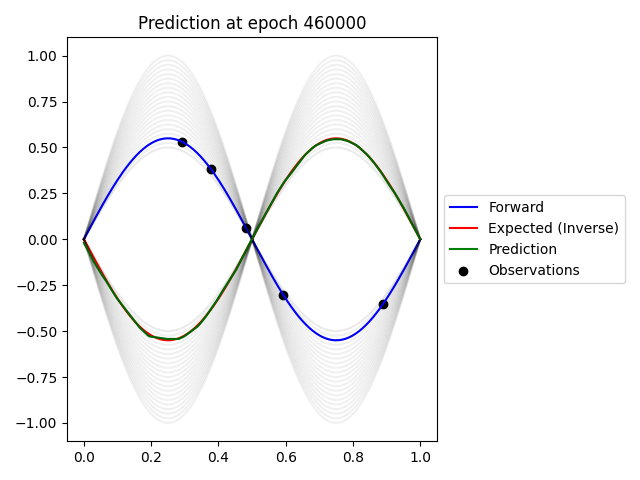 Prediction at epoch 460000
1.00
0.75
0.50
0.25
0.00
−0.25
−0.50
−0.75
−1.00
0.0 0.2 0.4 0.6 0.8 1.0
Forward
Expected (Inverse)
Prediction
Observations